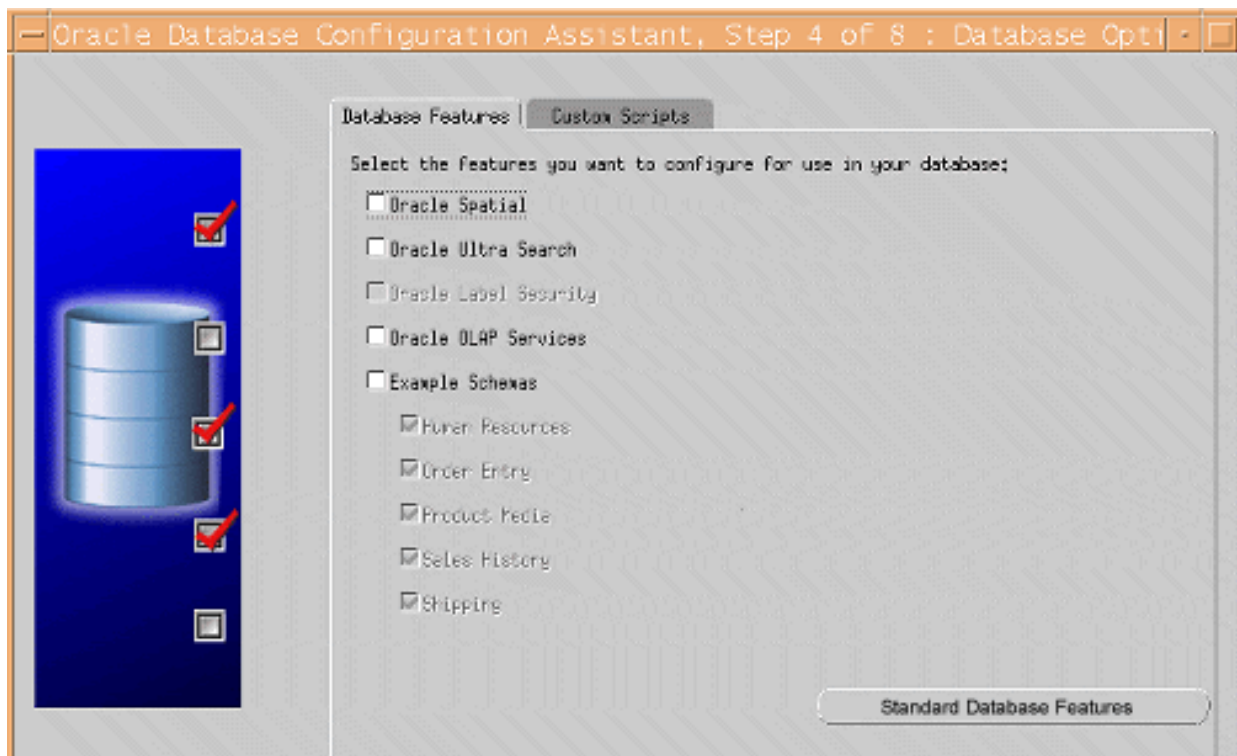 Oracle Database Configuration Assistant, Step 4 of 8 : Database Opti
Database Features
Custom Scripts
Select the features you want to configure for use in your database:
Oracle Spatial
Oracle Ultra Search
Oracle Label Security
Oracle OLAP Services
Example Schemas
Human Resources
Order Entry
Product Media
Sales History
Shipping
Standard Database Features